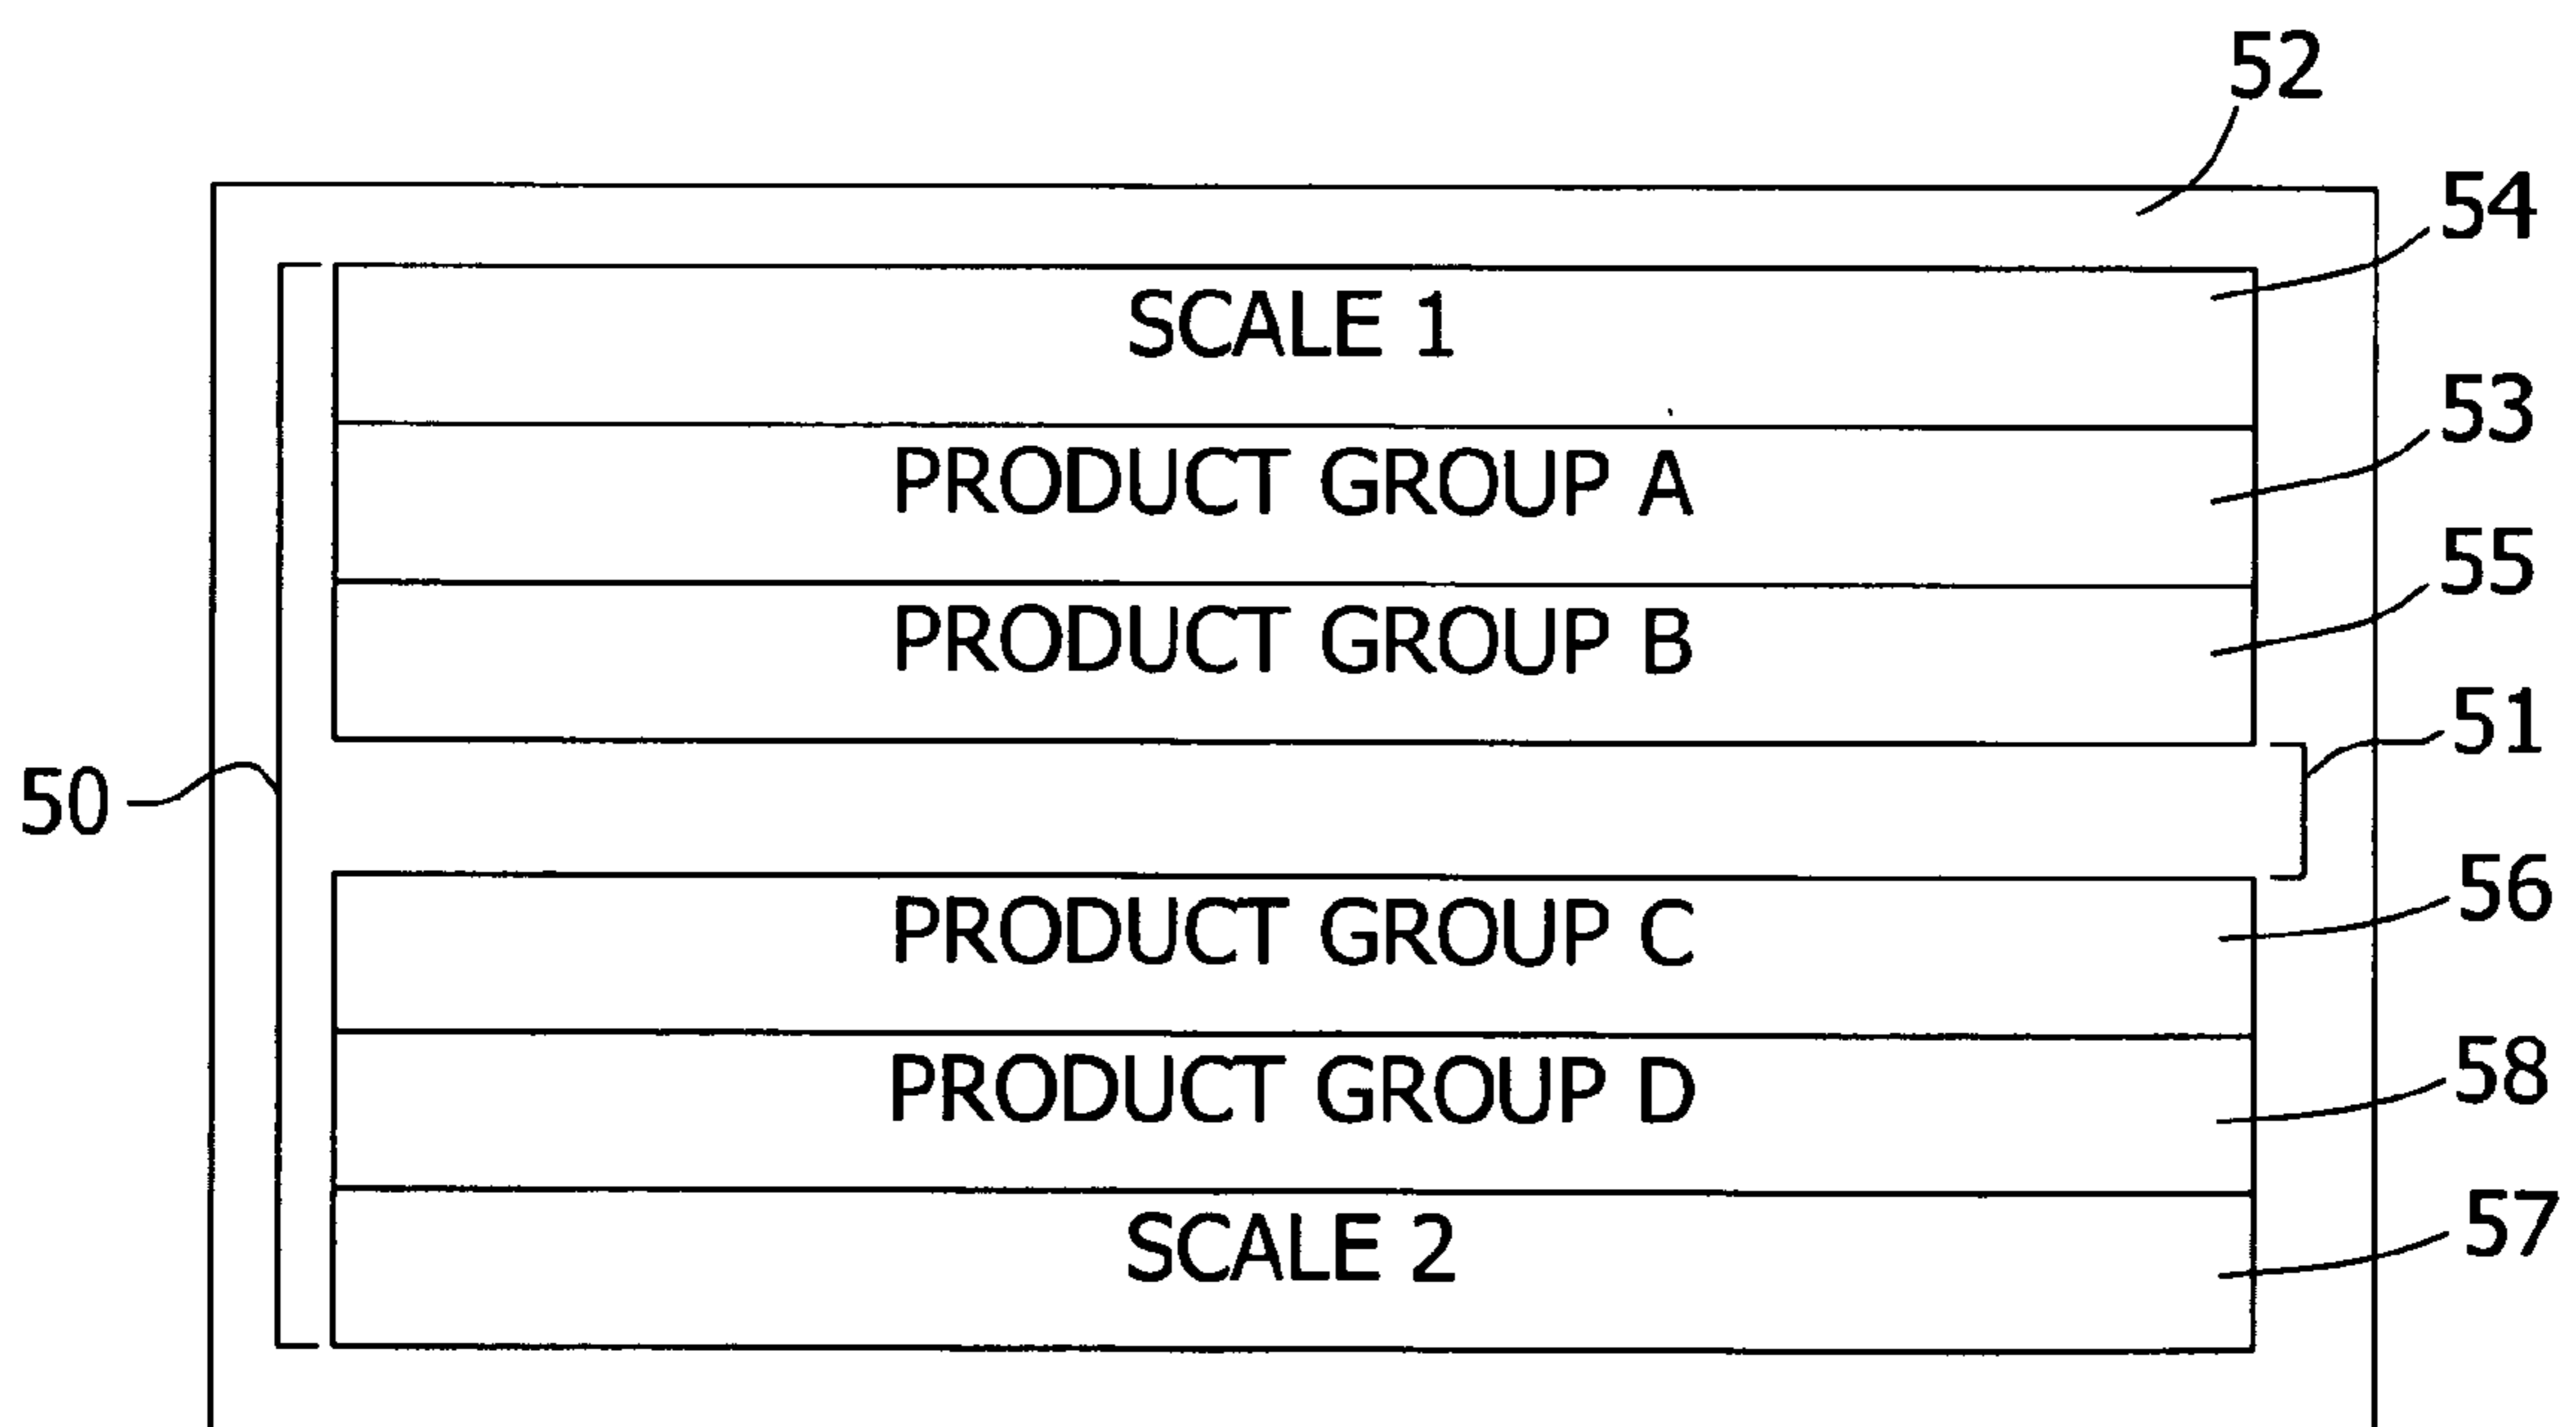 52
54
SCALE 1
53
PRODUCT GROUP A
55
PRODUCT GROUP B
51
50
56
PRODUCT GROUP C
58
PRODUCT GROUP D
57
SCALE 2